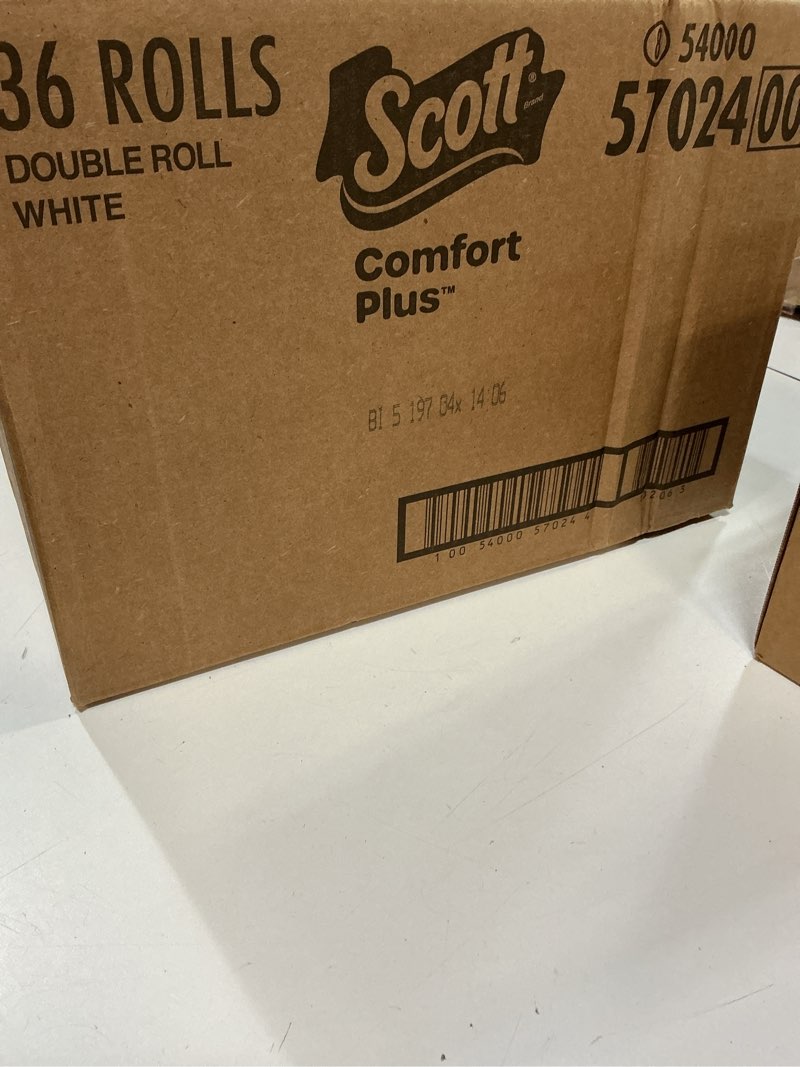 36 ROLLS
DOUBLE ROLL
WHITE
Scott®
Brand
Comfort
Plus™
54000
57024 00
BI 5 197 04x 14:06
1 00 54000 57024 4